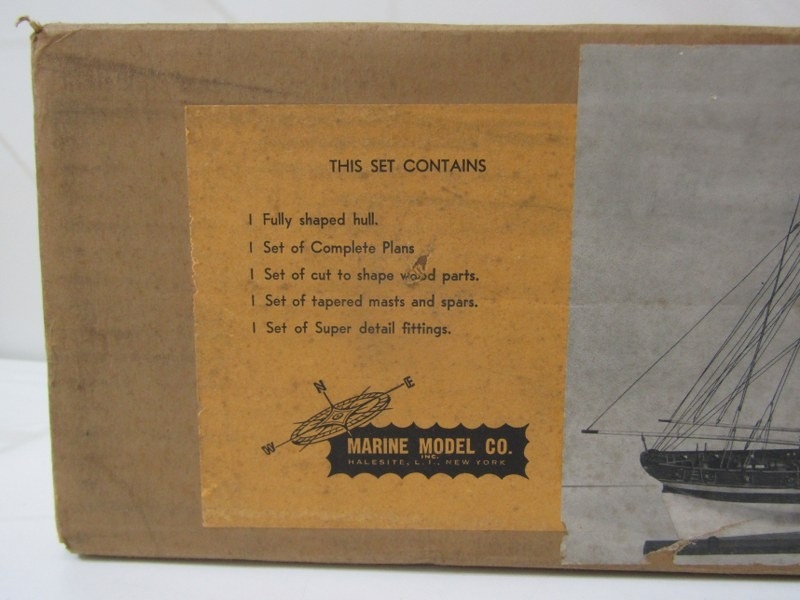 THIS SET CONTAINS
1 Fully shaped hull.
1 Set of Complete Plans
1 Set of cut to shape wood parts.
1 Set of tapered masts and spars.
1 Set of Super detail fittings.
N
E
W
MARINE MODEL CO.
INC.
HALESITE, L. I., NEW YORK